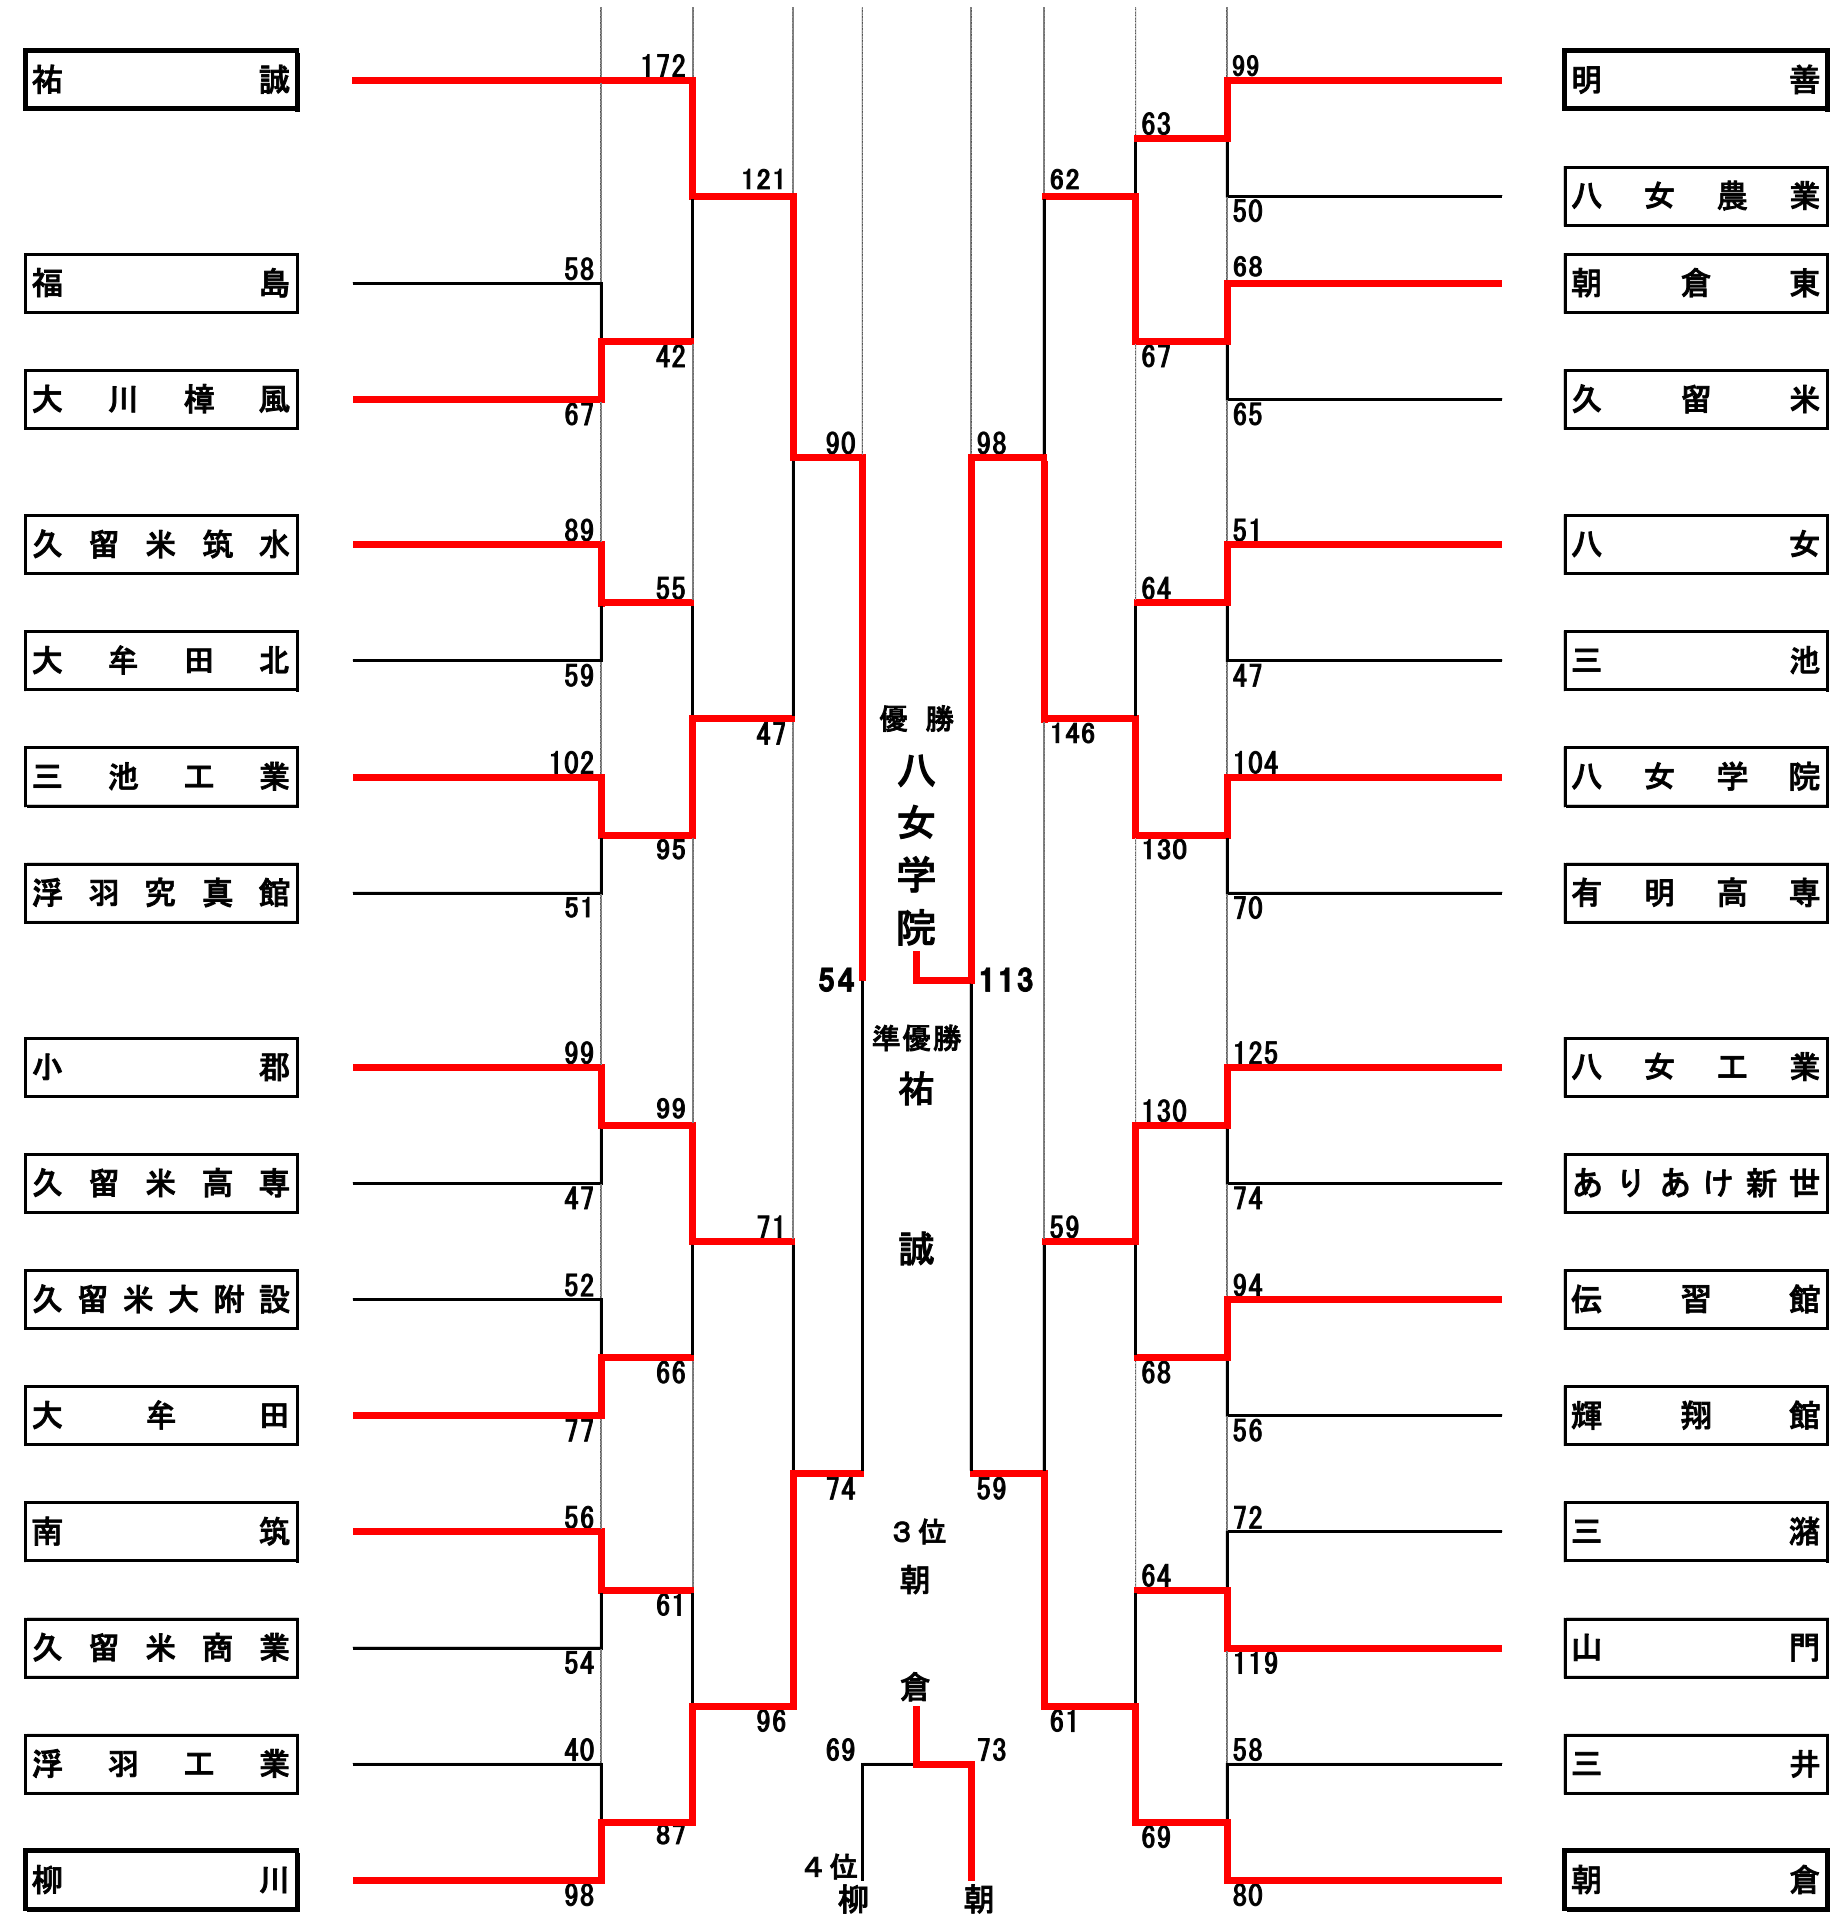 祐誠
172
99
明善
63
121
62
八女農業
50
福島
58
68
朝倉東
42
67
大川樟風
67
65
久留米
90
98
久留米筑水
89
51
八女
55
64
大牟田北
59
47
三池
47
優勝
146
三池工業
102
八女学院
104
八女学院
95
130
浮羽究真館
51
70
有明高専
54
113
準優勝
祐誠
小郡
99
125
八女工業
99
130
久留米高専
47
74
ありあけ新世
71
59
久留米大附設
52
94
伝習館
66
68
大牟田
77
56
輝翔館
74
59
南筑
56
3位
72
三潴
朝倉
61
64
久留米商業
54
119
山門
96
61
浮羽工業
40
69
73
58
三井
87
69
柳川
98
4位
柳
朝
80
朝倉